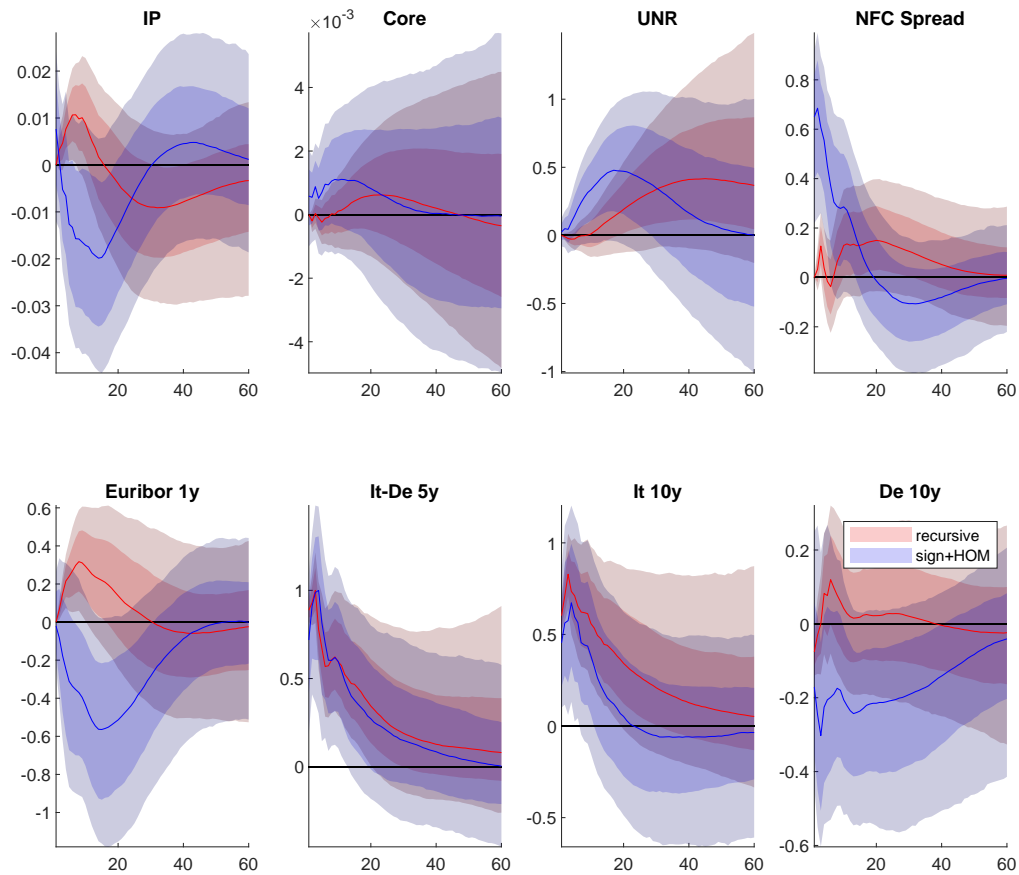 IP
0.02
0.01
0
-0.01
-0.02
-0.03
-0.04
20 40 60
Core
×10⁻³
4
2
0
-2
-4
20 40 60
UNR
1
0.5
0
-0.5
-1
20 40 60
NFC Spread
0.8
0.6
0.4
0.2
0
-0.2
20 40 60
Euribor 1y
0.6
0.4
0.2
0
-0.2
-0.4
-0.6
-0.8
-1
20 40 60
It-De 5y
1
0.5
0
20 40 60
It 10y
1
0.5
0
-0.5
20 40 60
De 10y
recursive
sign+HOM
0.2
0
-0.2
-0.4
-0.6
20 40 60